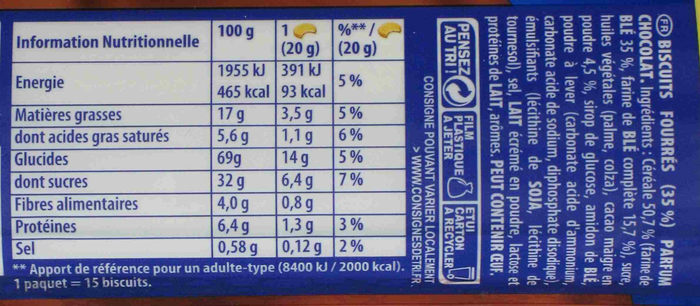 Information Nutritionnelle 100 g 1 (20 g) %** / (20 g)
Energie 1955 kJ 465 kcal 391 kJ 93 kcal 5 %
Matières grasses 17 g 3,5 g 5 %
dont acides gras saturés 5,6 g 1,1 g 6 %
Glucides 69g 14 g 5 %
dont sucres 32 g 6,4 g 7 %
Fibres alimentaires 4,0 g 0,8 g
Protéines 6,4 g 1,3 g 3 %
Sel 0,58 g 0,12 g 2 %
** Apport de référence pour un adulte-type (8400 kJ / 2000 kcal).
1 paquet = 15 biscuits.
FR BISCUITS FOURRÉS (35 %) PARFUM
CHOCOLAT. Ingrédients : Céréale 50,7 % (farine de
BLÉ 35 %, farine de BLÉ complète 15,7 %), sucre,
huiles végétales (palme, colza), cacao maigre en
poudre 4,5 %, sirop de glucose, amidon de BLÉ,
poudre à lever (carbonate acide d'ammonium,
carbonate acide de sodium, diphosphate disodique),
émulsifiants (lécithine de SOJA, lécithine de
tournesol), sel, LAIT écrémé en poudre, lactose et
protéines de LAIT, arômes. PEUT CONTENIR ŒUF.
PENSEZ
AU TRI !
FILM
PLASTIQUE
À JETER
ETUI
CARTON
À RECYCLER
CONSIGNE POUVANT VARIER LOCALEMENT
> WWW.CONSIGNESDETRI.FR